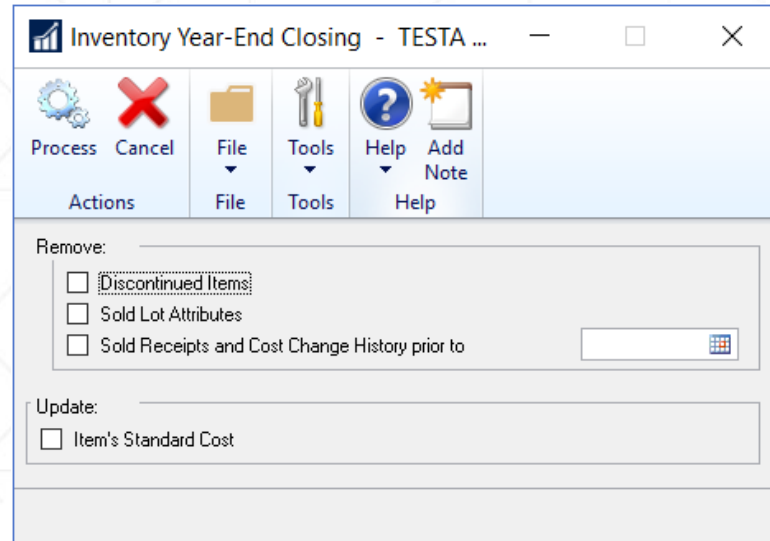 Inventory Year-End Closing - TESTA ...
Process Cancel File Tools Help Add Note
Actions File Tools Help
Remove:
Discontinued Items
Sold Lot Attributes
Sold Receipts and Cost Change History prior to
Update:
Item's Standard Cost